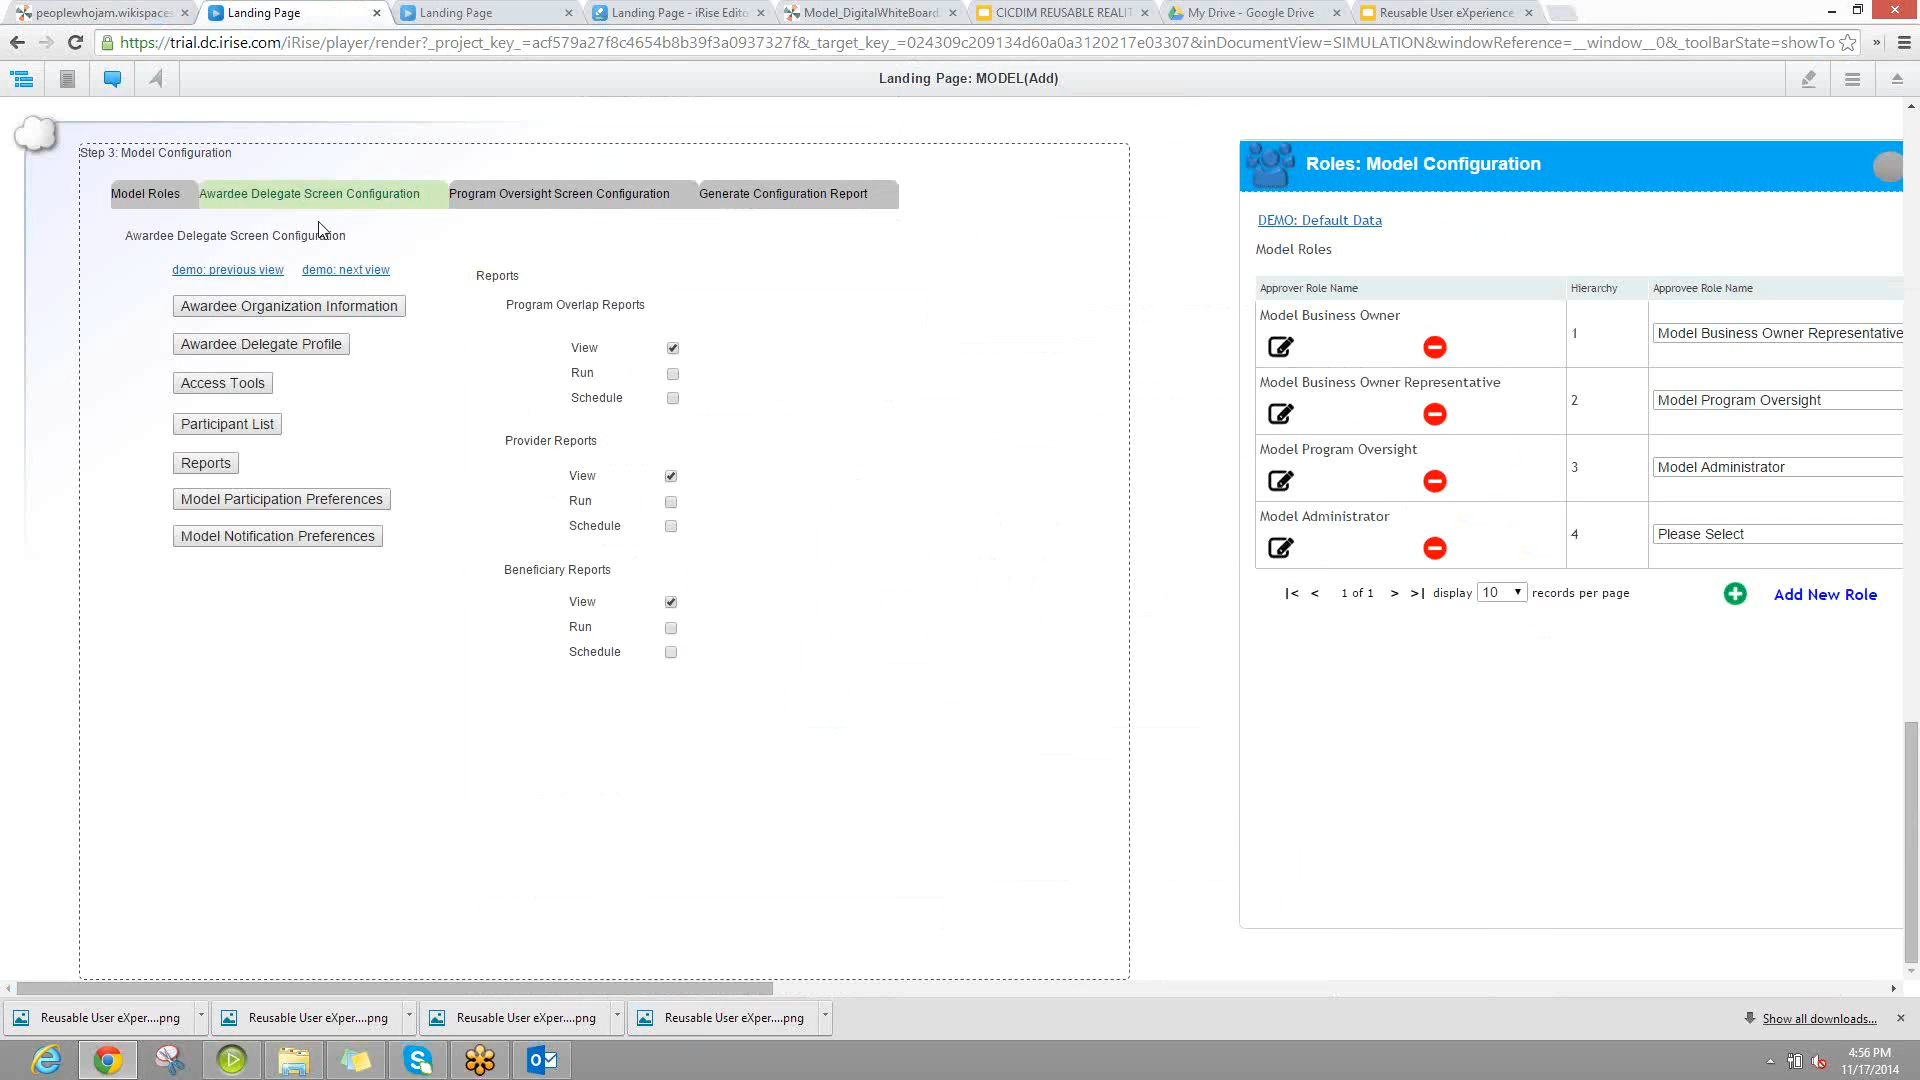 peoplewhojam.wikispaces.
Landing Page
Landing Page
Landing Page - iRise Edito
Model_DigitalWhiteBoard.
CICDIM REUSABLE REALIT
My Drive - Google Drive
Reusable User eXperience
https://trial.dc.irise.com/iRise/player/render?_project_key_=acf579a27f8c4654b8b39f3a0937327f&_target_key_=024309c209134d60a0a3120217e03307&inDocumentView=SIMULATION&windowReference=__window__0&_toolBarState=showTo
Landing Page: MODEL(Add)
Step 3: Model Configuration
Model Roles
Awardee Delegate Screen Configuration
Program Oversight Screen Configuration
Generate Configuration Report
Awardee Delegate Screen Configuration
demo: previous view
demo: next view
Awardee Organization Information
Awardee Delegate Profile
Access Tools
Participant List
Reports
Model Participation Preferences
Model Notification Preferences
Reports
Program Overlap Reports
View
Run
Schedule
Provider Reports
View
Run
Schedule
Beneficiary Reports
View
Run
Schedule
Roles: Model Configuration
DEMO: Default Data
Model Roles
Approver Role Name
Hierarchy
Approvee Role Name
Model Business Owner
1
Model Business Owner Representative
Model Business Owner Representative
2
Model Program Oversight
Model Program Oversight
3
Model Administrator
Model Administrator
4
Please Select
|< < 1 of 1 > >| display 10 records per page
Add New Role
Reusable User eXper....png
Reusable User eXper....png
Reusable User eXper....png
Reusable User eXper....png
Show all downloads...
4:56 PM
11/17/2014